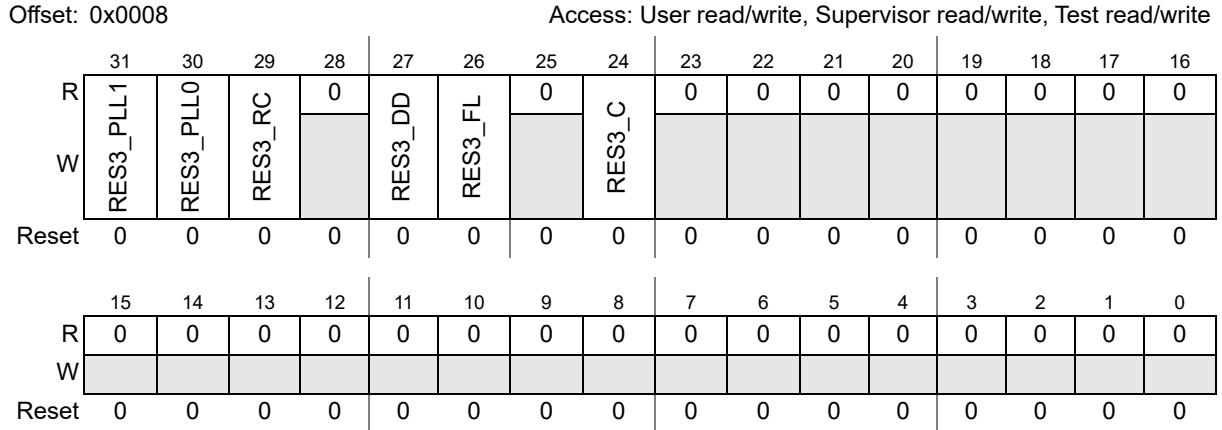 Offset: 0x0008 Access: User read/write, Supervisor read/write, Test read/write
31 30 29 28 27 26 25 24 23 22 21 20 19 18 17 16
R RES3_PLL1 RES3_PLL0 RES3_RC 0 RES3_DD RES3_FL 0 RES3_C 0 0 0 0 0 0 0 0
W
Reset 0 0 0 0 0 0 0 0 0 0 0 0 0 0 0 0
15 14 13 12 11 10 9 8 7 6 5 4 3 2 1 0
R 0 0 0 0 0 0 0 0 0 0 0 0 0 0 0 0
W
Reset 0 0 0 0 0 0 0 0 0 0 0 0 0 0 0 0